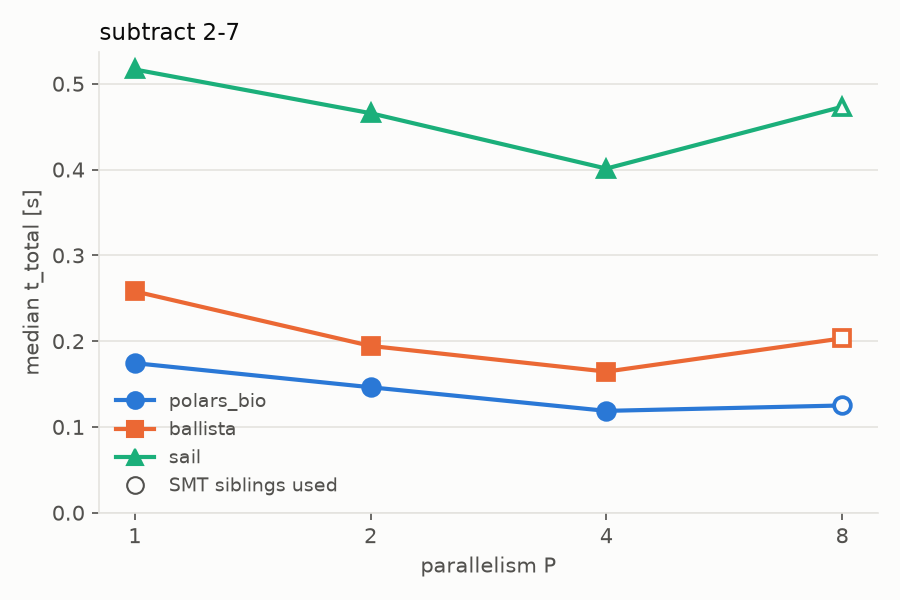 subtract 2-7
median t_total [s]
0.5
0.4
0.3
0.2
0.1
0.0
polars_bio
ballista
sail
SMT siblings used
1 2 4 8
parallelism P